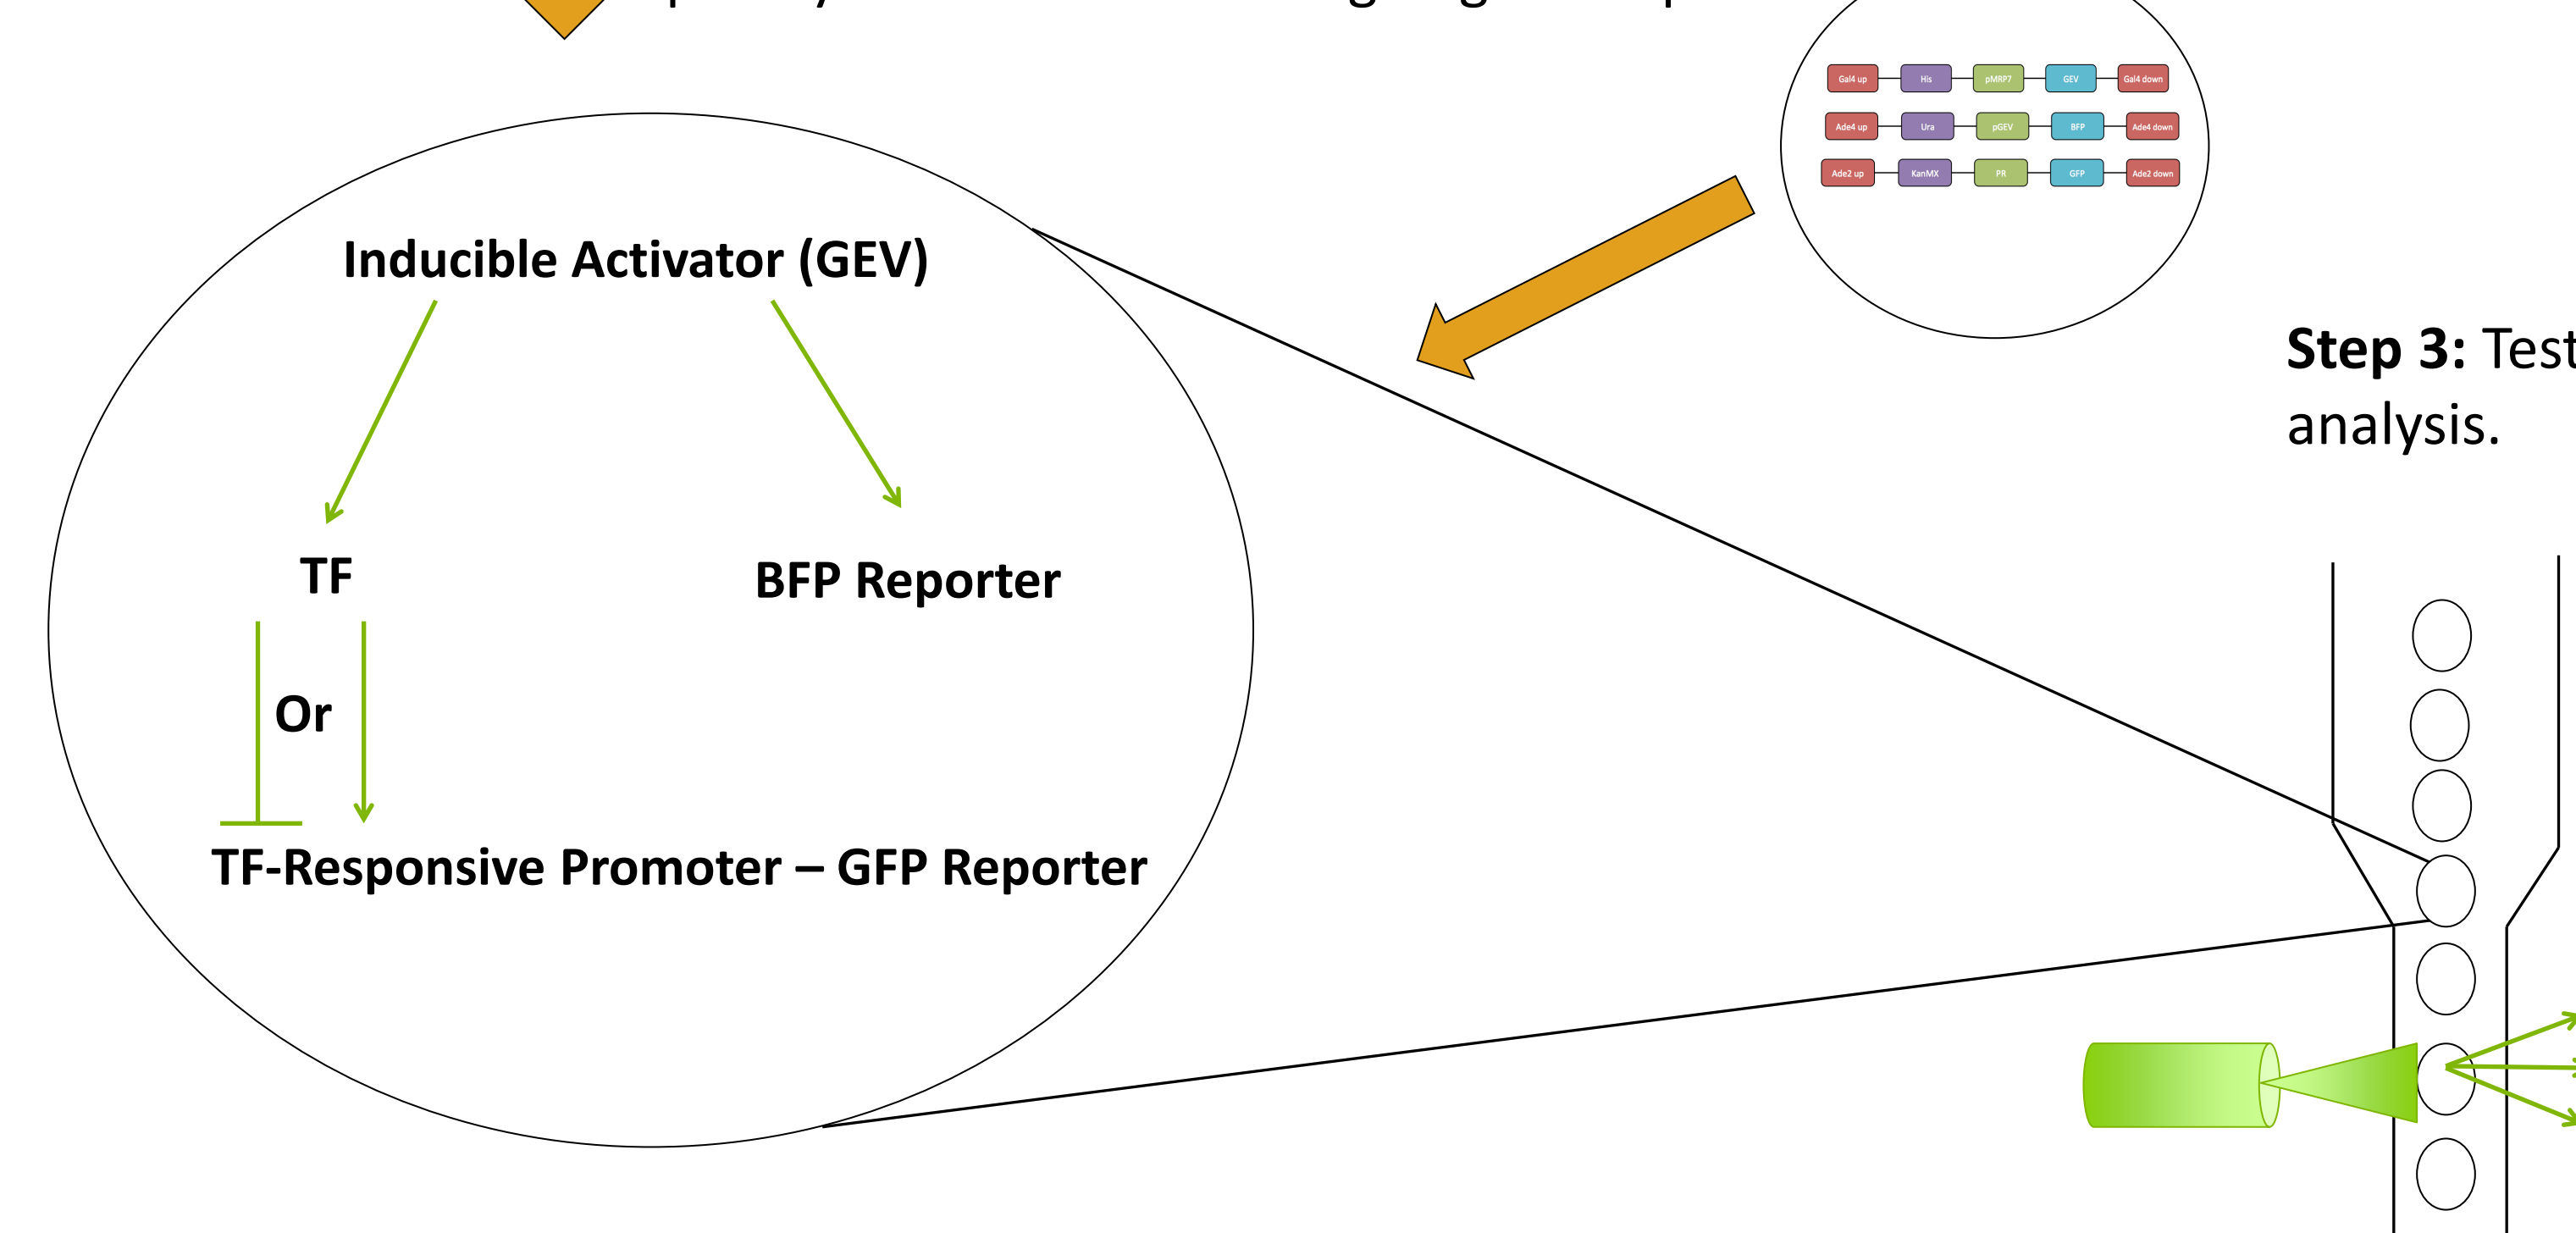 Gal4 up His pMRP7 GEV Gal4 down
Ade4 up Ura pGEV BFP Ade4 down
Ade2 up KanMX PR GFP Ade2 down
Inducible Activator (GEV)
Step 3: Test
analysis.
TF
BFP Reporter
Or
TF-Responsive Promoter – GFP Reporter